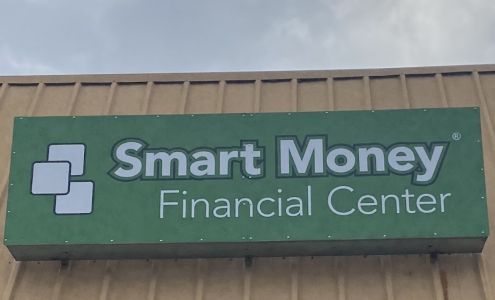 Smart Money®
Financial Center